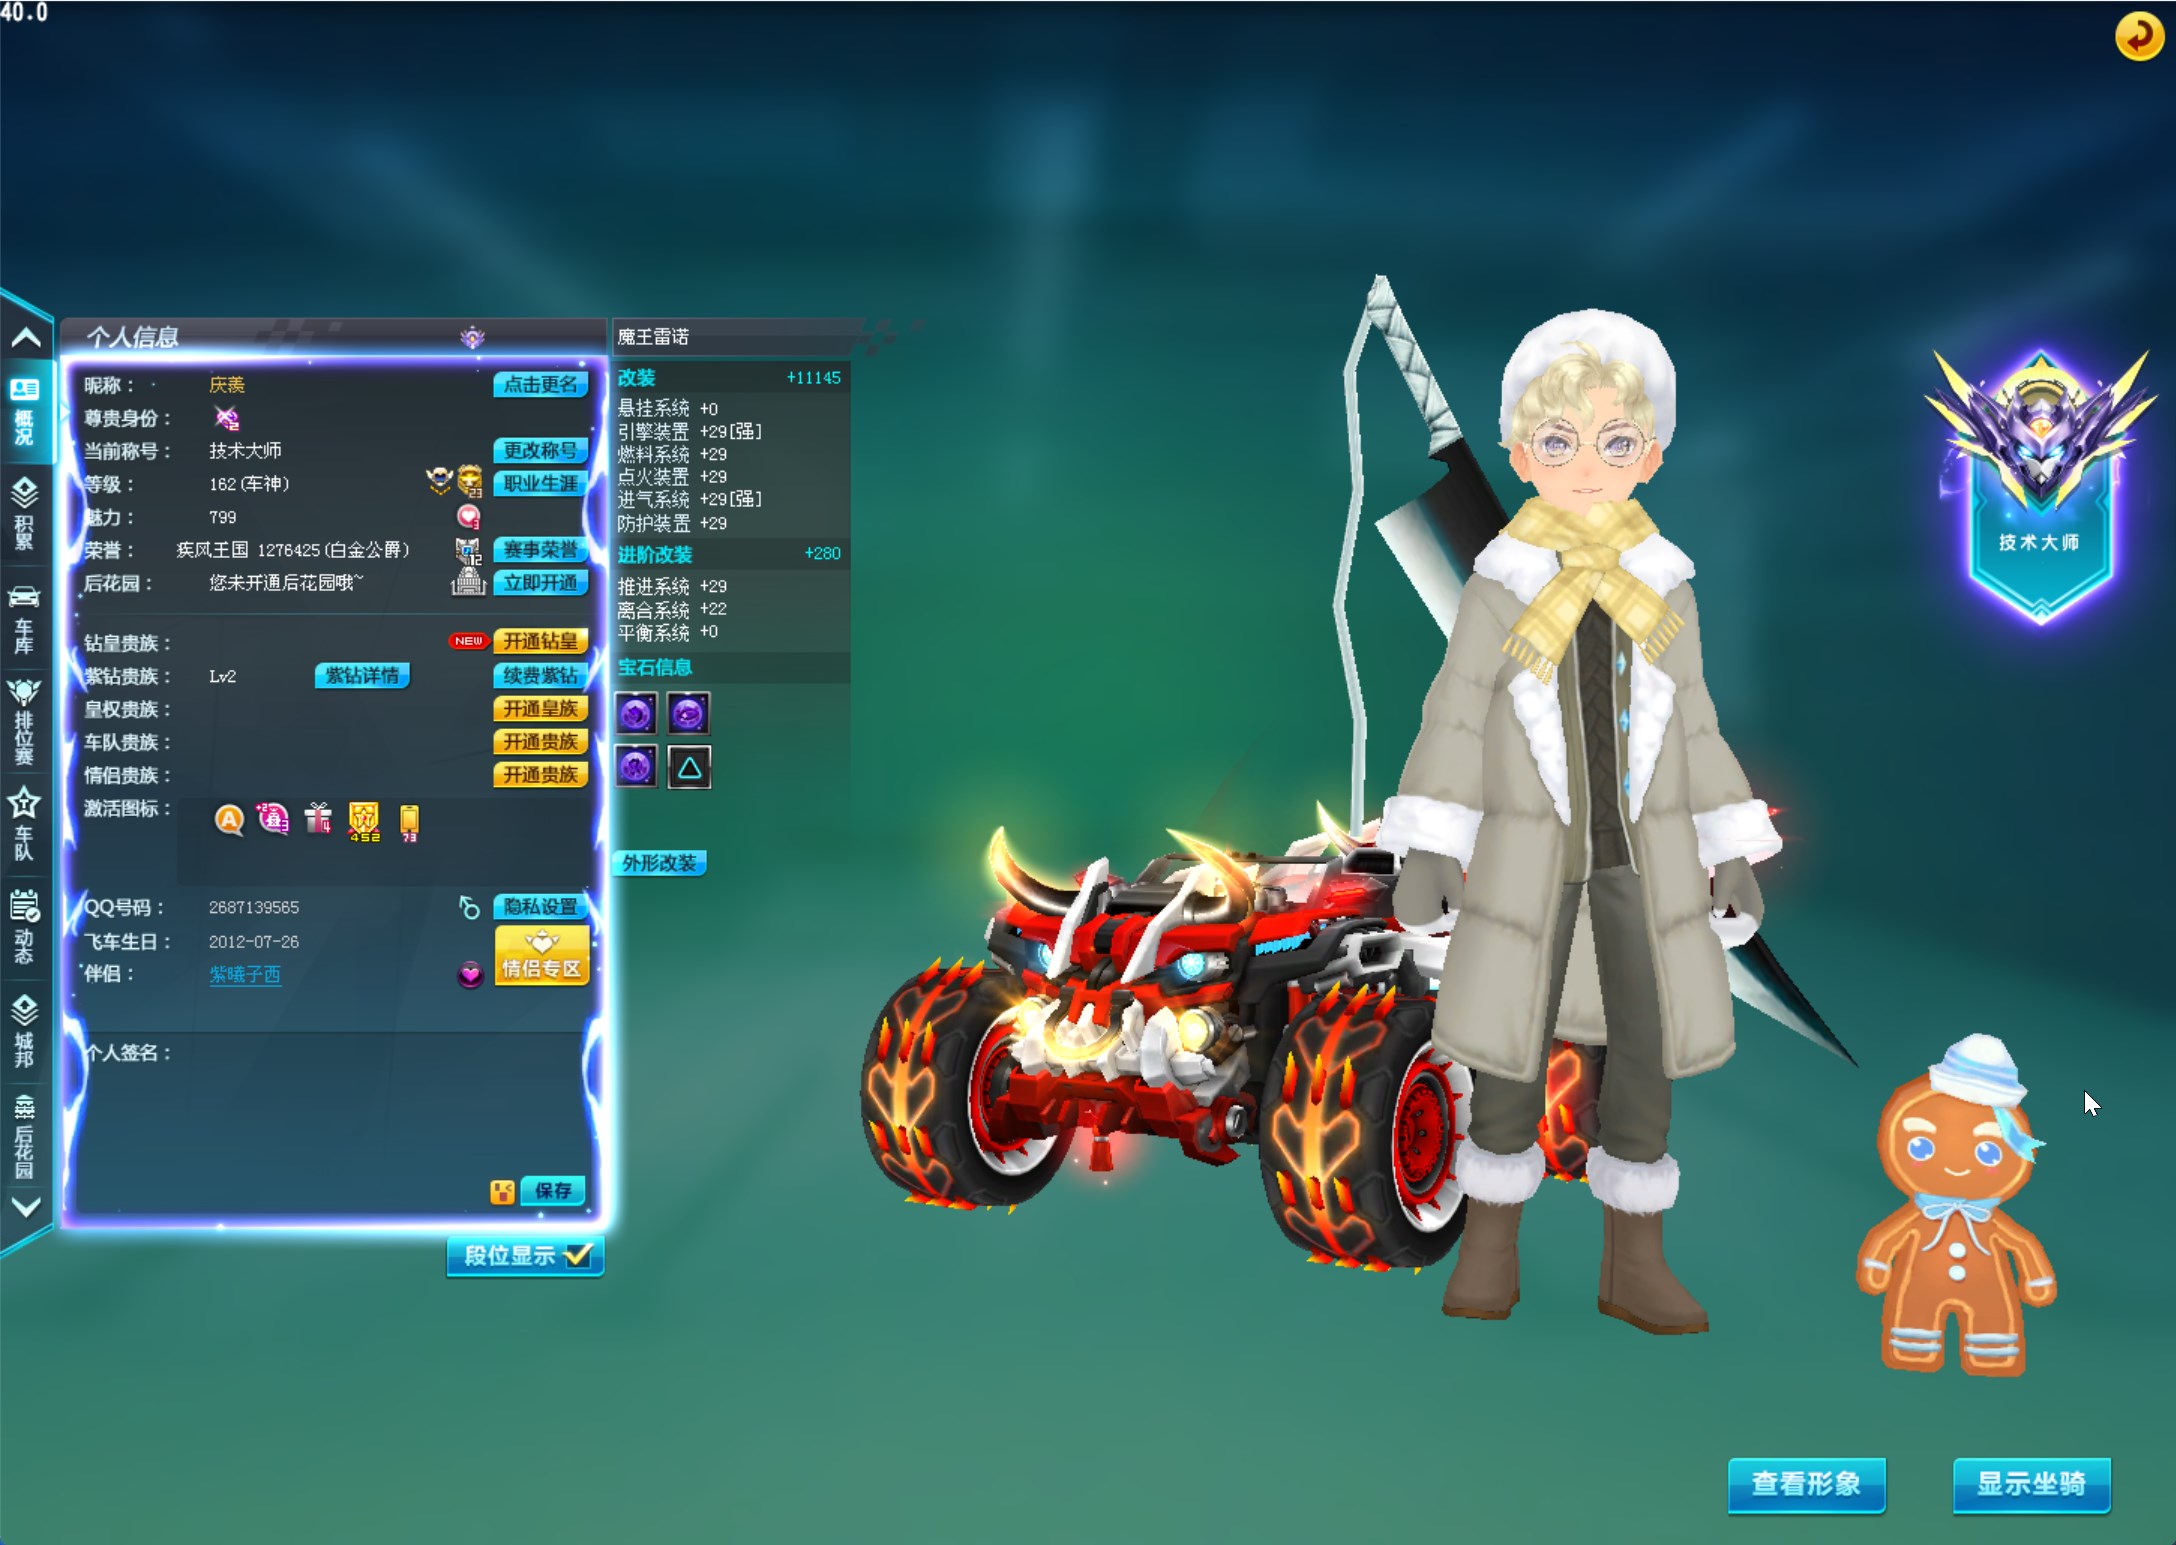 40.0
个人信息
昵称：
庆羡
点击更名
尊贵身份：
2
当前称号：
技术大师
更改称号
等级：
162(车神)
23
职业生涯
魅力：
799
3
荣誉：
疾风王国 1276425(白金公爵)
12
赛事荣誉
后花园：
您未开通后花园哦~
立即开通
钻皇贵族：
NEW
开通钻皇
紫钻贵族：
Lv2
紫钻详情
续费紫钻
皇权贵族：
开通皇族
车队贵族：
开通贵族
情侣贵族：
开通贵族
激活图标：
A
+2
3
4
452
73
QQ号码：
2687139565
隐私设置
飞车生日：
2012-07-26
情侣专区
伴侣：
紫曦子西
个人签名：
保存
段位显示
概况
积累
车库
排位赛
车队
动态
城邦
后花园
魔王雷诺
改装 +11145
悬挂系统 +0
引擎装置 +29[强]
燃料系统 +29
点火装置 +29
进气系统 +29[强]
防护装置 +29
进阶改装 +280
推进系统 +29
离合系统 +22
平衡系统 +0
宝石信息
外形改装
技术大师
查看形象
显示坐骑